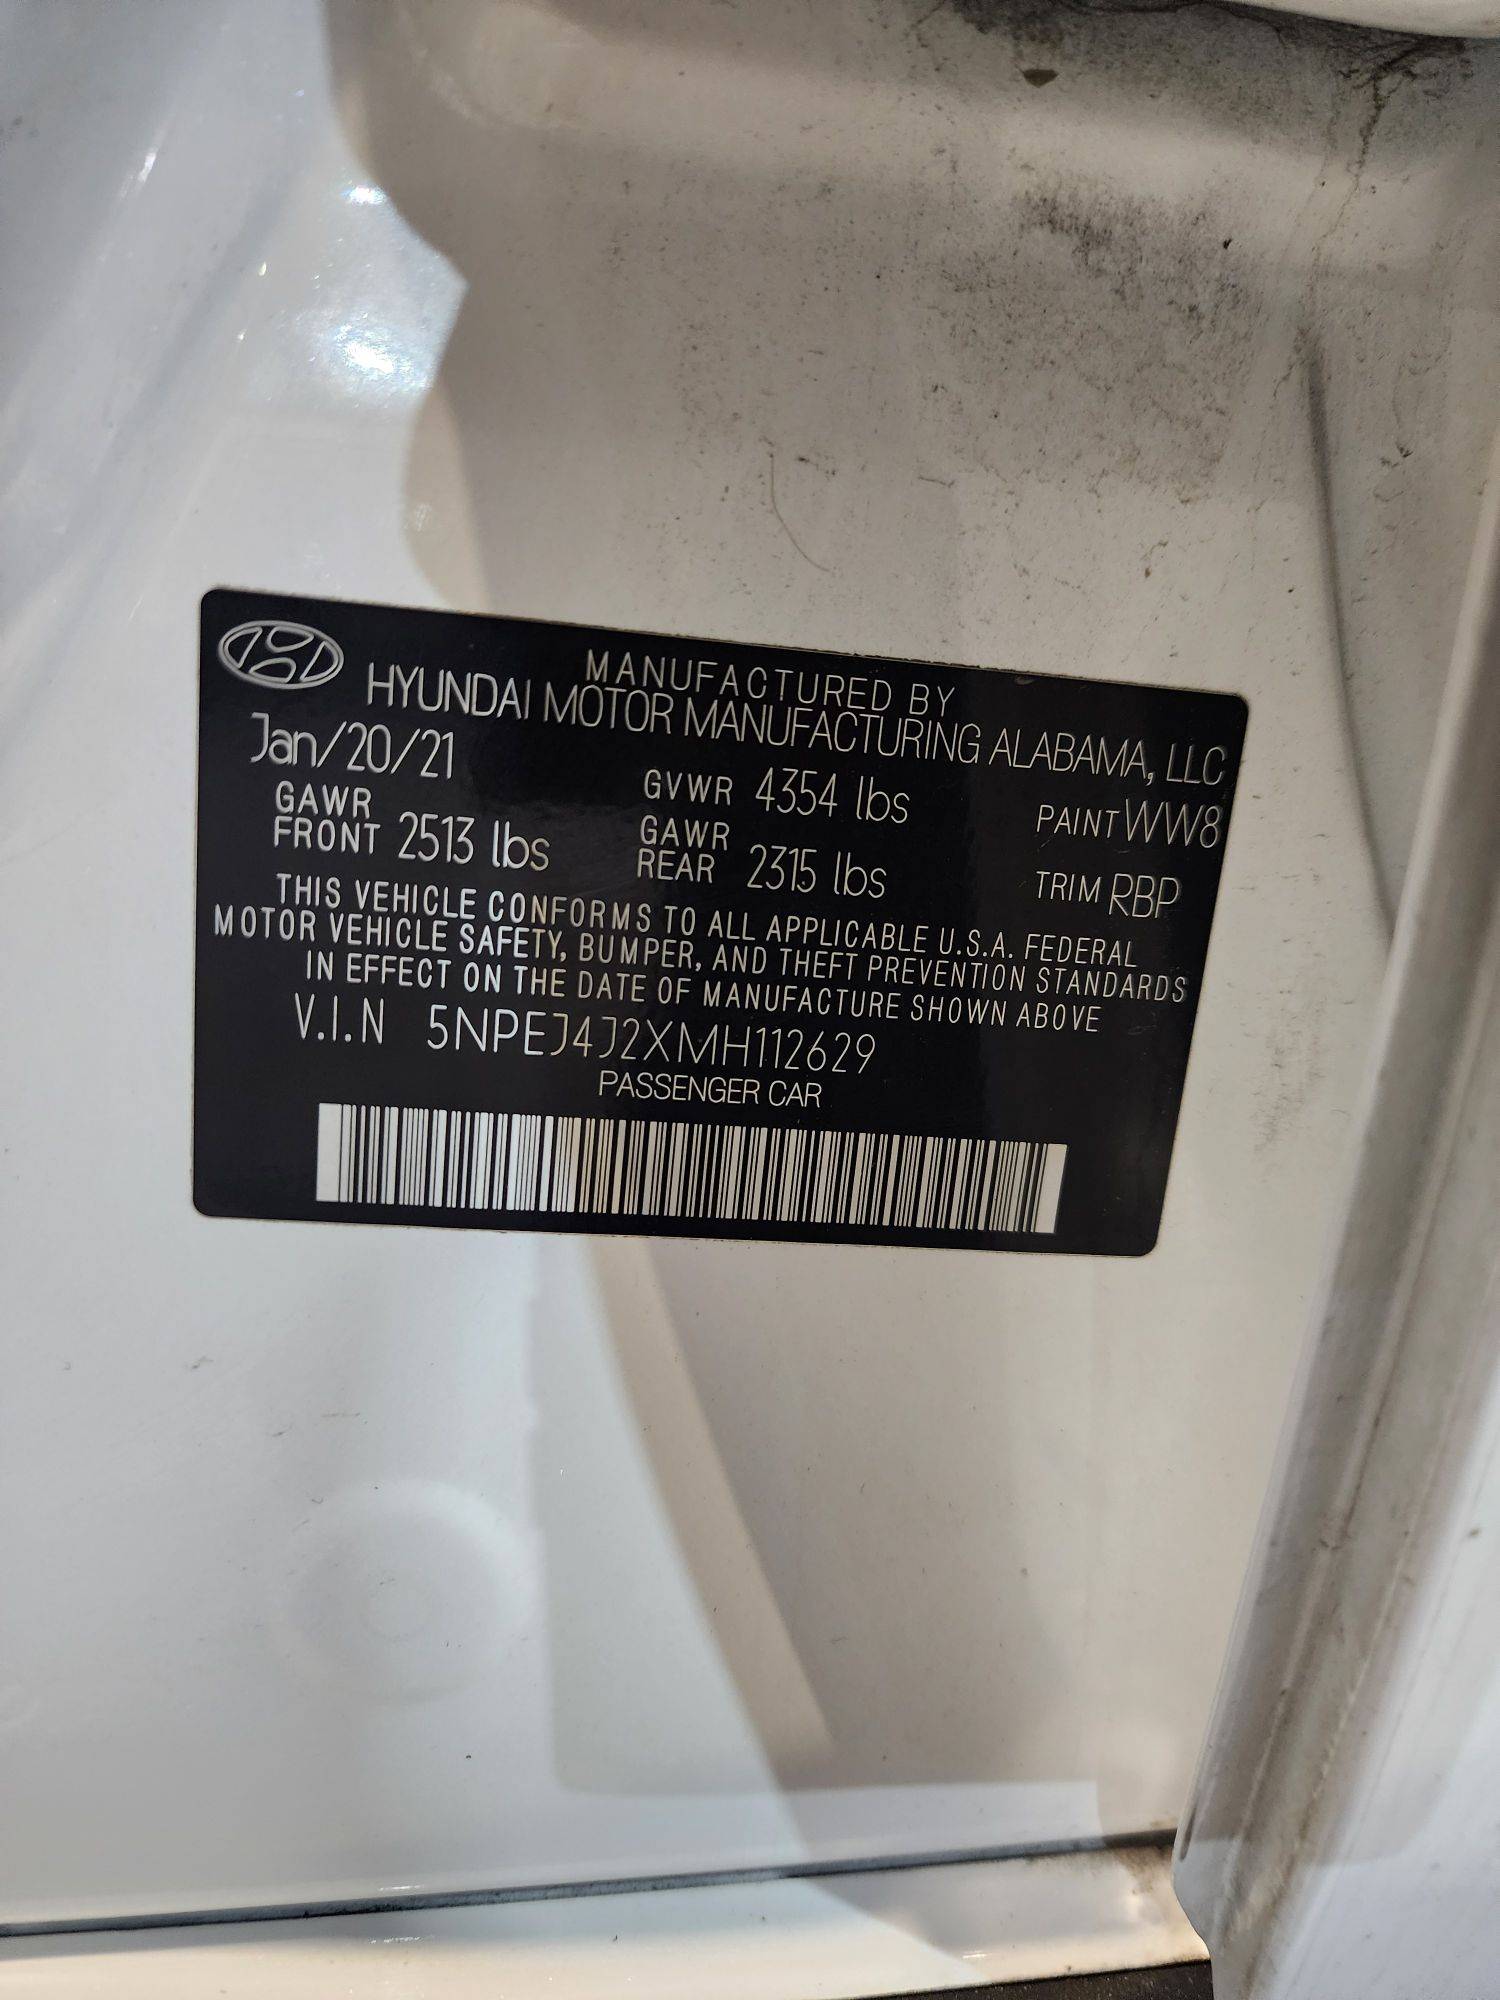 MANUFACTURED BY
HYUNDAI MOTOR MANUFACTURING ALABAMA, LLC
Jan/20/21 GVWR 4354 lbs PAINT WW8
GAWR FRONT 2513 lbs GAWR REAR 2315 lbs TRIM RBP
THIS VEHICLE CONFORMS TO ALL APPLICABLE U.S.A. FEDERAL
MOTOR VEHICLE SAFETY, BUMPER, AND THEFT PREVENTION STANDARDS
IN EFFECT ON THE DATE OF MANUFACTURE SHOWN ABOVE
V.I.N 5NPEJ4J2XMH112629
PASSENGER CAR